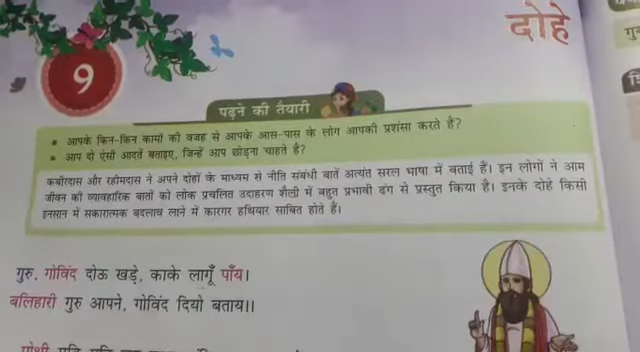 दोहे
9
पढ़ने की तैयारी
आपके किन-किन कामों की वजह से आपके आस-पास के लोग आपकी प्रशंसा करते हैं?
आप दो ऐसी आदतें बताइए, जिन्हें आप छोड़ना चाहते हैं?
कबीरदास और रहीमदास ने अपने दोहों के माध्यम से नीति संबंधी बातें अत्यंत सरल भाषा में बताई हैं। इन लोगों ने आम
जीवन की व्यावहारिक बातों को लोक प्रचलित उदाहरण शैली में बहुत प्रभावी ढंग से प्रस्तुत किया है। इनके दोहे किसी
इनसान में सकारात्मक बदलाव लाने में कारगर हथियार साबित होते हैं।
गुरु, गोविंद दोऊ खड़े, काके लागूँ पाँय।
बलिहारी गुरु आपने, गोविंद दियो बताय।।